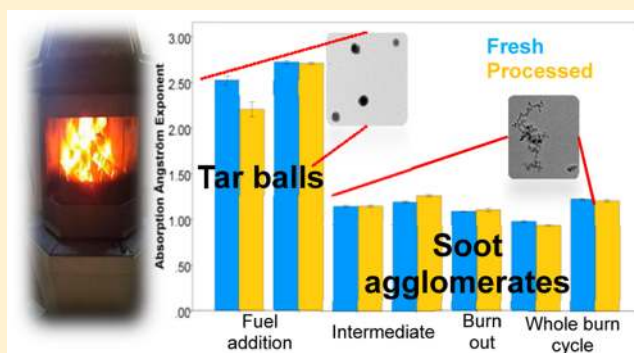 Absorption Ångström Exponent
3.00
2.50
2.00
1.50
1.00
.50
.00
Fresh
Processed
Tar balls
Soot
agglomerates
Fuel
addition
Intermediate
Burn
out
Whole burn
cycle